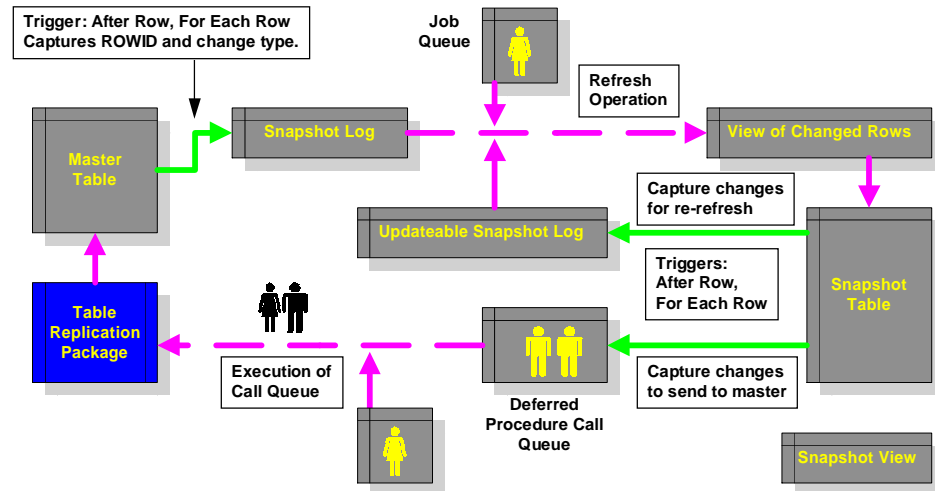 Trigger: After Row, For Each Row
Captures ROWID and change type.
Job
Queue
Refresh
Operation
Master
Table
Snapshot Log
View of Changed Rows
Capture changes
for re-refresh
Updateable Snapshot Log
Triggers:
After Row,
For Each Row
Snapshot
Table
Table
Replication
Package
Execution of
Call Queue
Deferred
Procedure Call
Queue
Capture changes
to send to master
Snapshot View